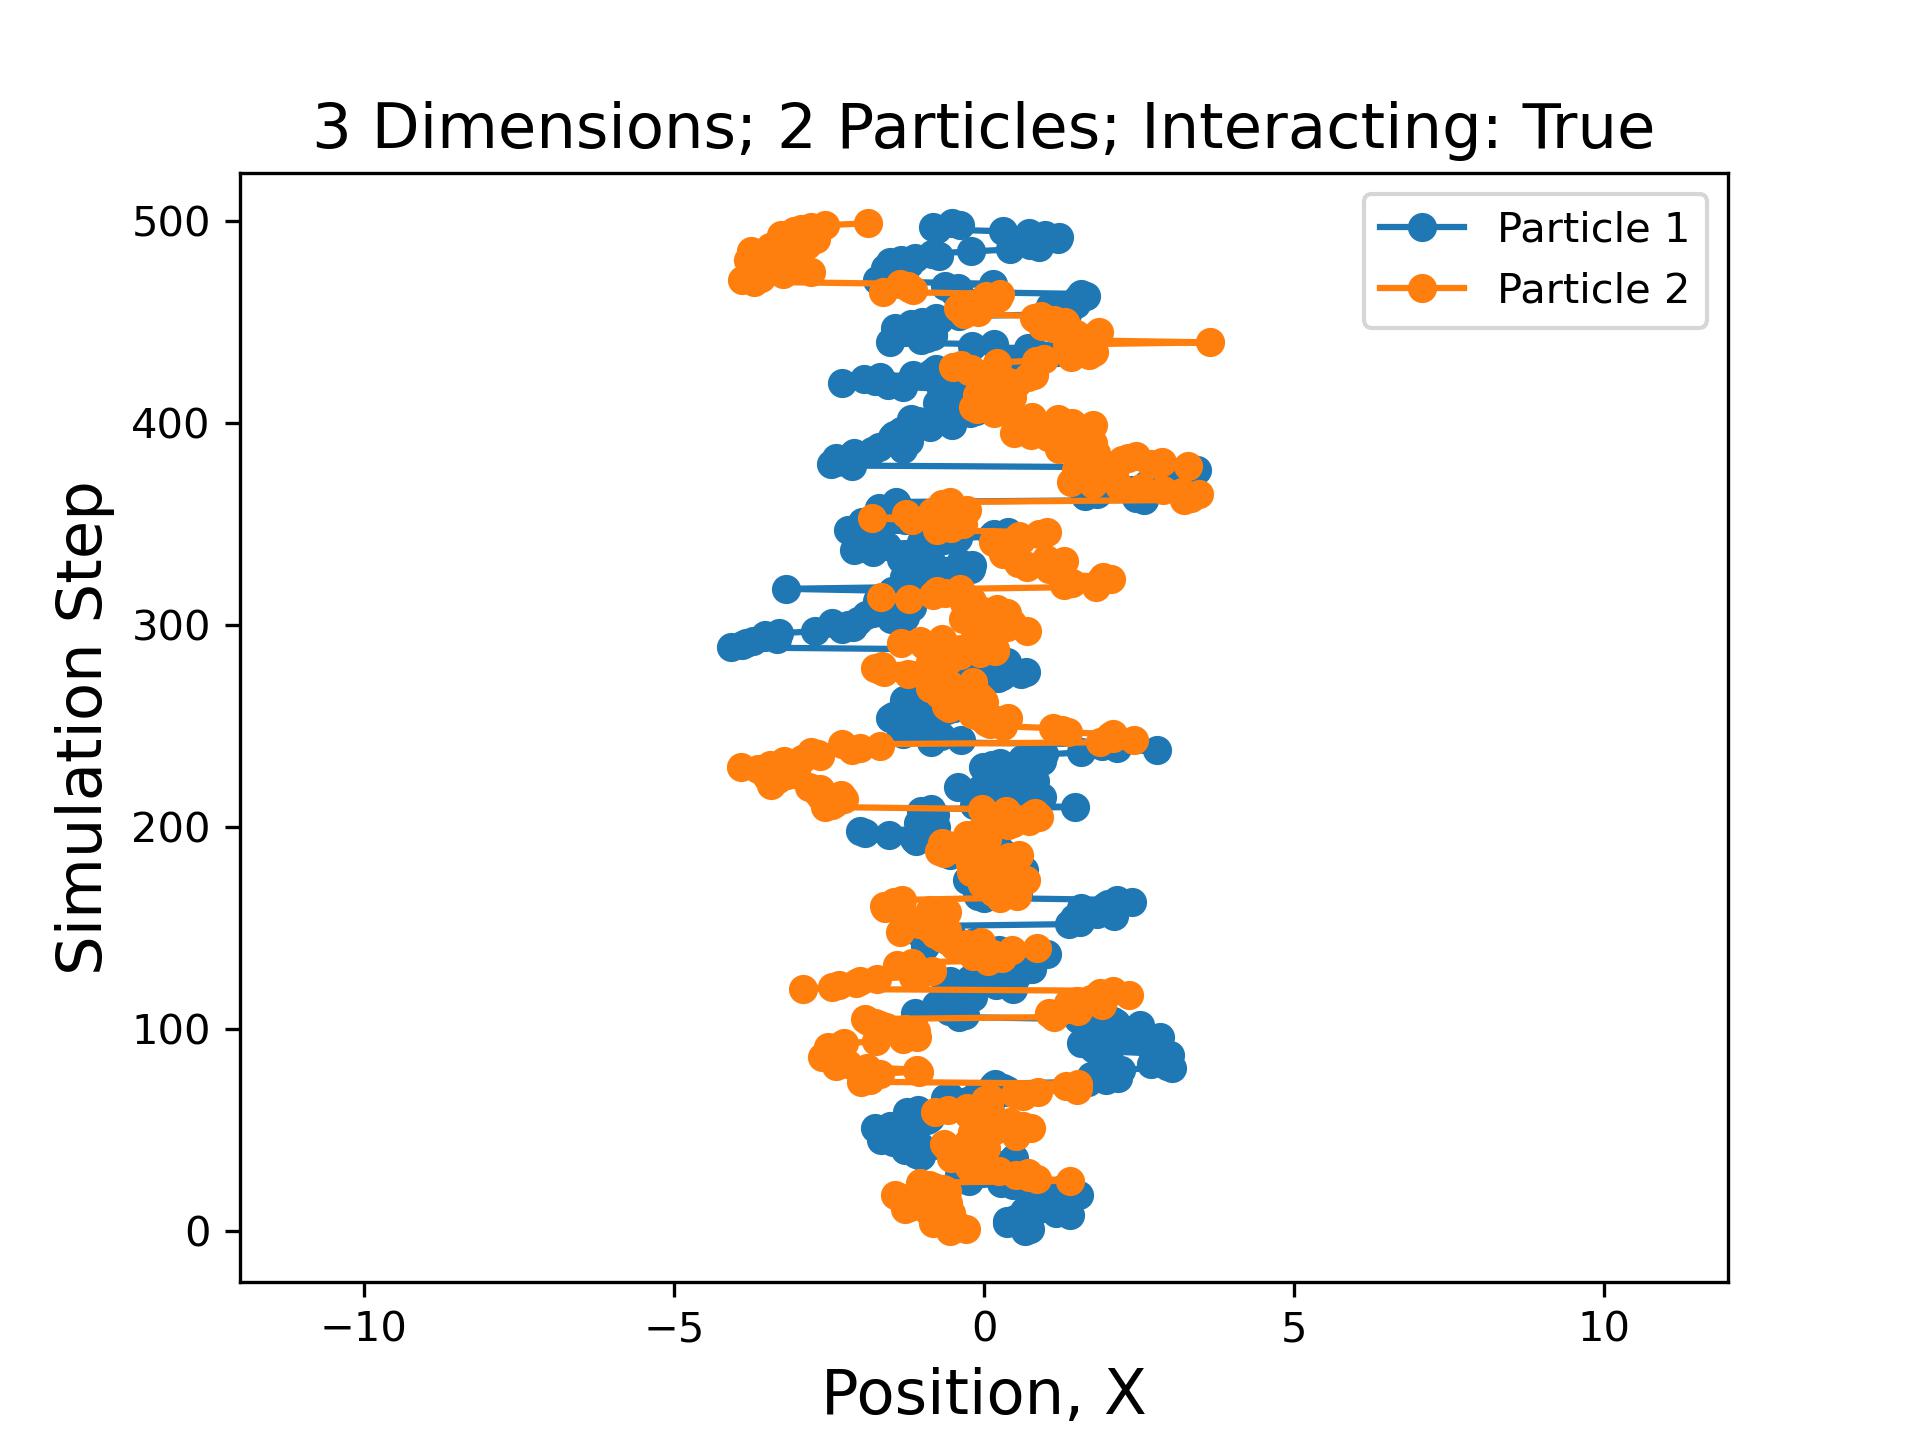 3 Dimensions; 2 Particles; Interacting: True
Particle 1
Particle 2
500
400
300
200
100
0
Simulation Step
−10
−5
0
5
10
Position, X